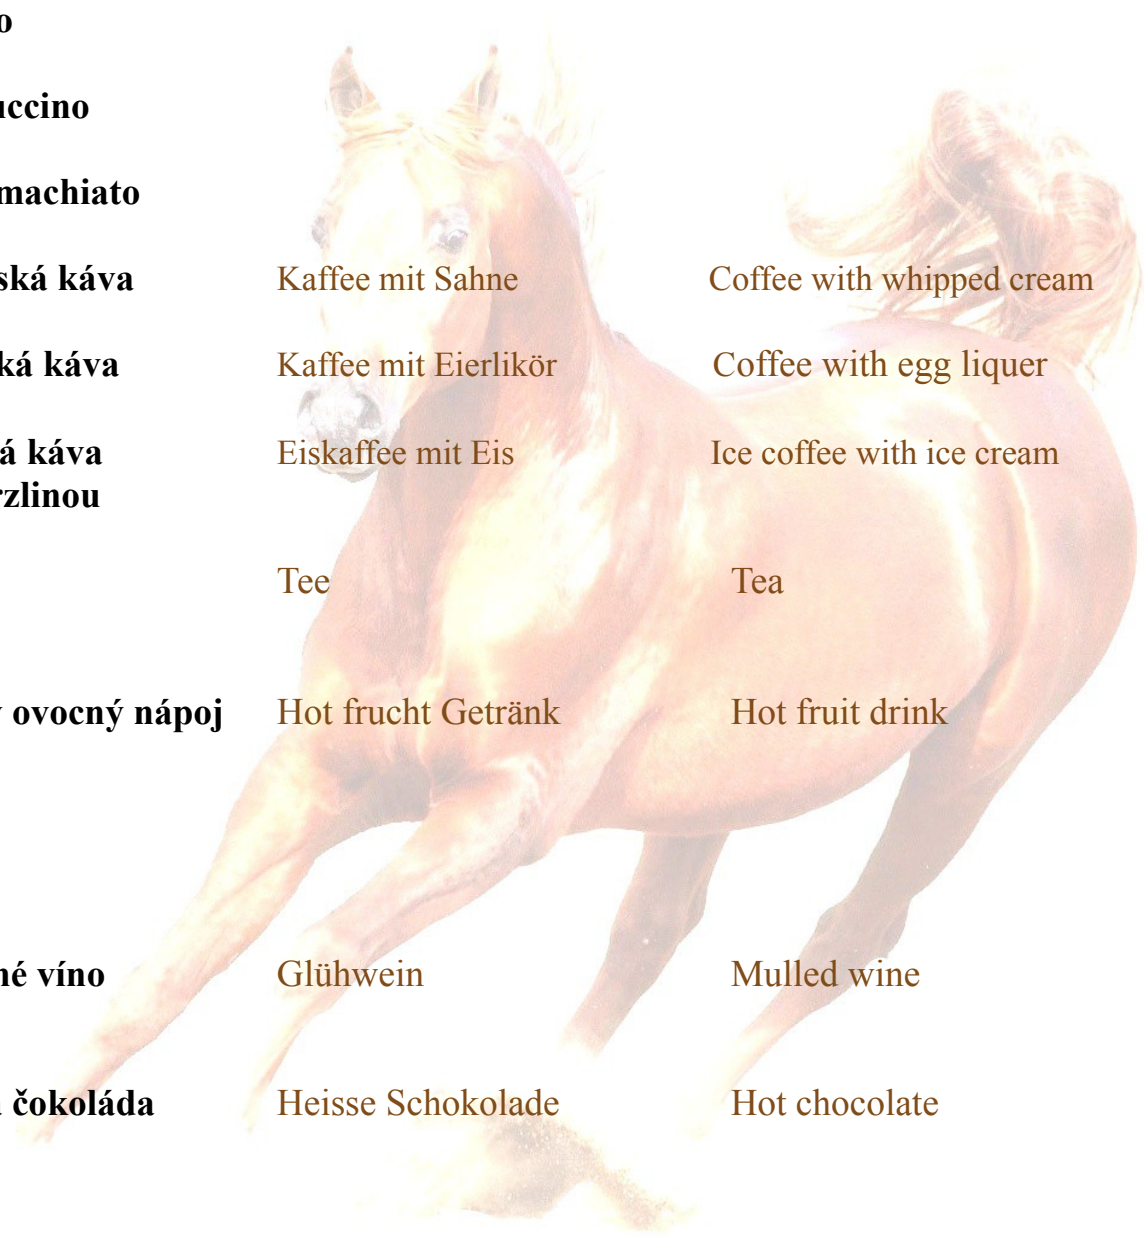 o
uccino
machiato
ská káva Kaffee mit Sahne Coffee with whipped cream
ká káva Kaffee mit Eierlikör Coffee with egg liquer
á káva Eiskaffee mit Eis Ice coffee with ice cream
rzlinou
Tee Tea
ovocný nápoj Hot frucht Getränk Hot fruit drink
né víno Glühwein Mulled wine
čokoláda Heisse Schokolade Hot chocolate